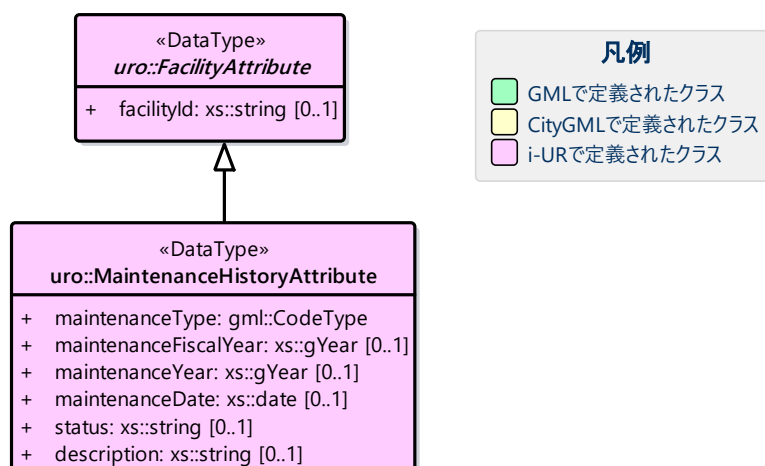 «DataType»
uro::FacilityAttribute
+ facilityId: xs::string [0..1]
«DataType»
uro::MaintenanceHistoryAttribute
+ maintenanceType: gml::CodeType
+ maintenanceFiscalYear: xs::gYear [0..1]
+ maintenanceYear: xs::gYear [0..1]
+ maintenanceDate: xs::date [0..1]
+ status: xs::string [0..1]
+ description: xs::string [0..1]
凡例
GMLで定義されたクラス
CityGMLで定義されたクラス
i-URで定義されたクラス